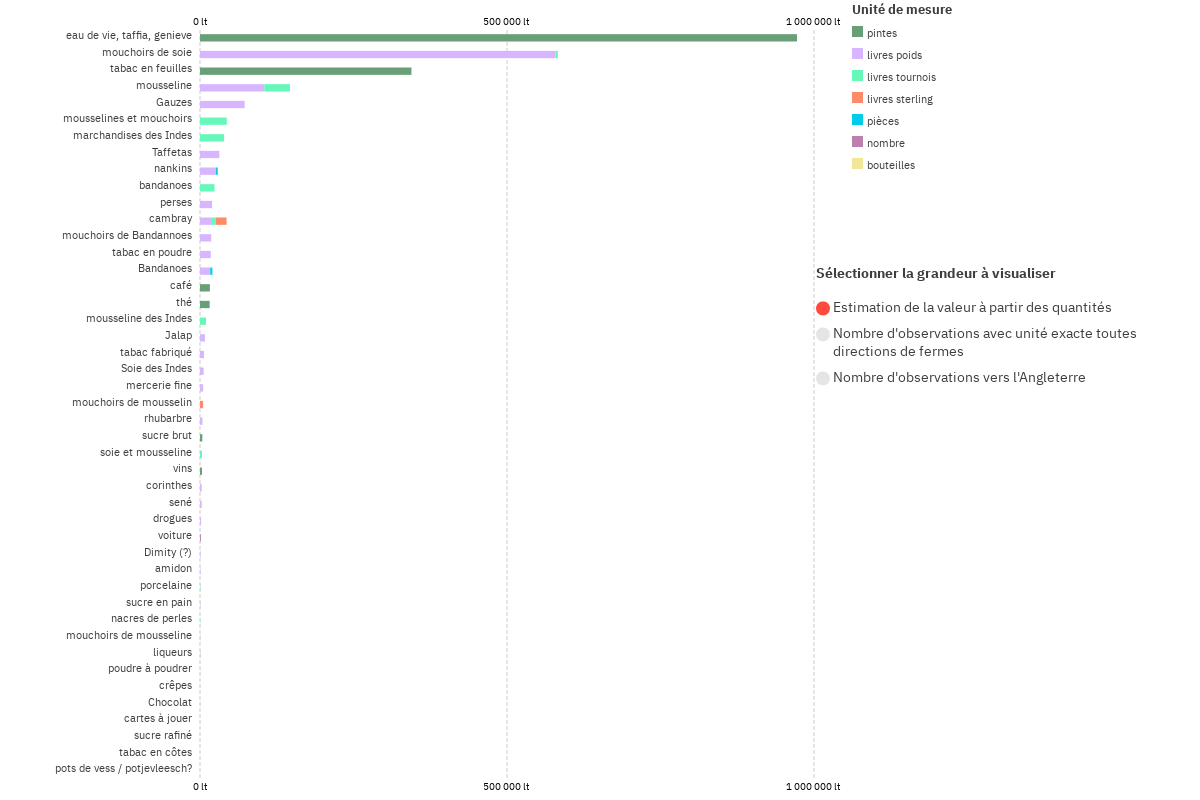 0 lt
500 000 lt
1 000 000 lt
eau de vie, taffia, genieve
mouchoirs de soie
tabac en feuilles
mousseline
Gauzes
mousselines et mouchoirs
marchandises des Indes
Taffetas
nankins
bandanoes
perses
cambray
mouchoirs de Bandannoes
tabac en poudre
Bandanoes
café
thé
mousseline des Indes
Jalap
tabac fabriqué
Soie des Indes
mercerie fine
mouchoirs de mousselin
rhubarbre
sucre brut
soie et mousseline
vins
corinthes
sené
drogues
voiture
Dimity (?)
amidon
porcelaine
sucre en pain
nacres de perles
mouchoirs de mousseline
liqueurs
poudre à poudrer
crêpes
Chocolat
cartes à jouer
sucre rafiné
tabac en côtes
pots de vess / potjevleesch?
0 lt
500 000 lt
1 000 000 lt
Unité de mesure
pintes
livres poids
livres tournois
livres sterling
pièces
nombre
bouteilles
Sélectionner la grandeur à visualiser
Estimation de la valeur à partir des quantités
Nombre d'observations avec unité exacte toutes
directions de fermes
Nombre d'observations vers l'Angleterre